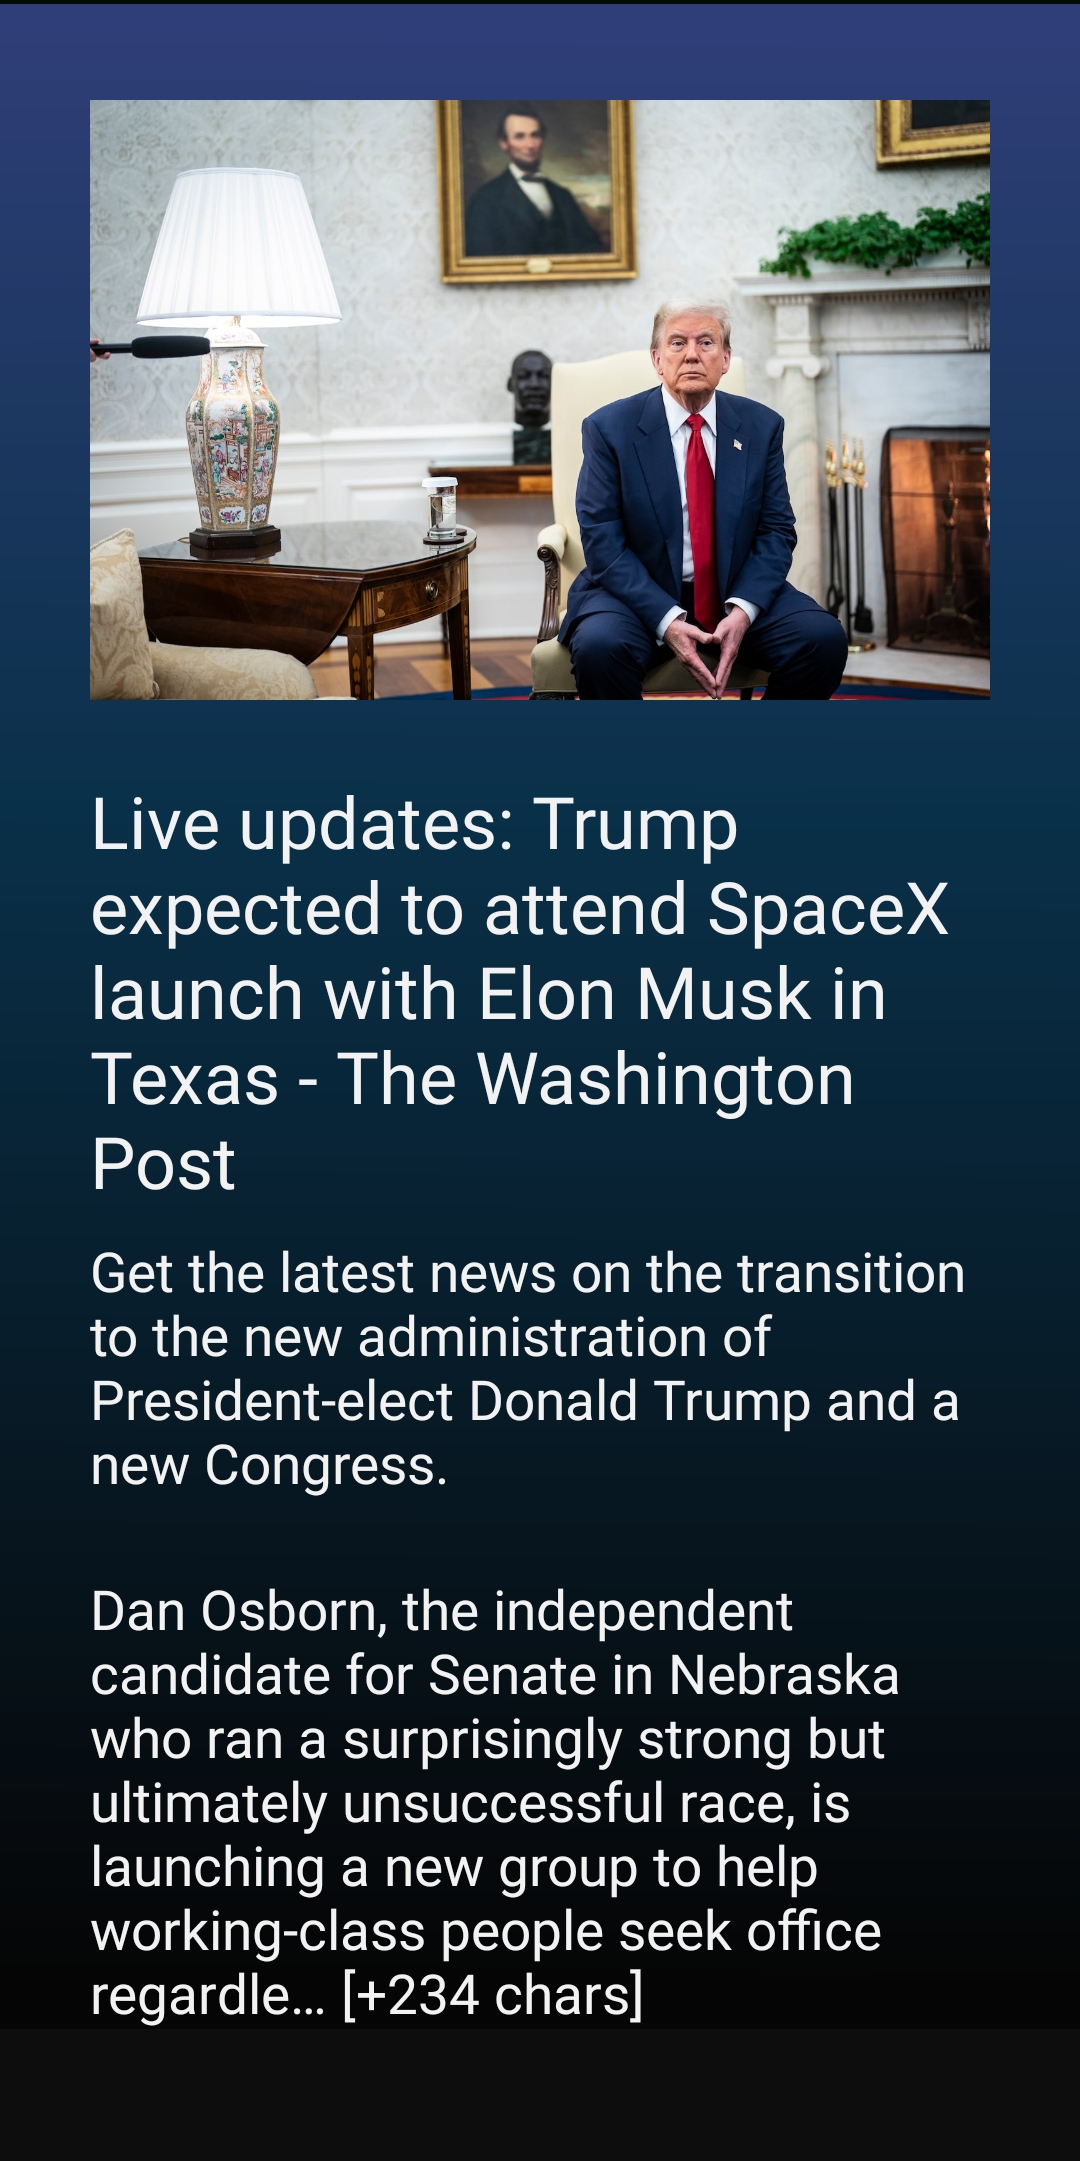 Live updates: Trump
expected to attend SpaceX
launch with Elon Musk in
Texas - The Washington
Post
Get the latest news on the transition
to the new administration of
President-elect Donald Trump and a
new Congress.
Dan Osborn, the independent
candidate for Senate in Nebraska
who ran a surprisingly strong but
ultimately unsuccessful race, is
launching a new group to help
working-class people seek office
regardle… [+234 chars]